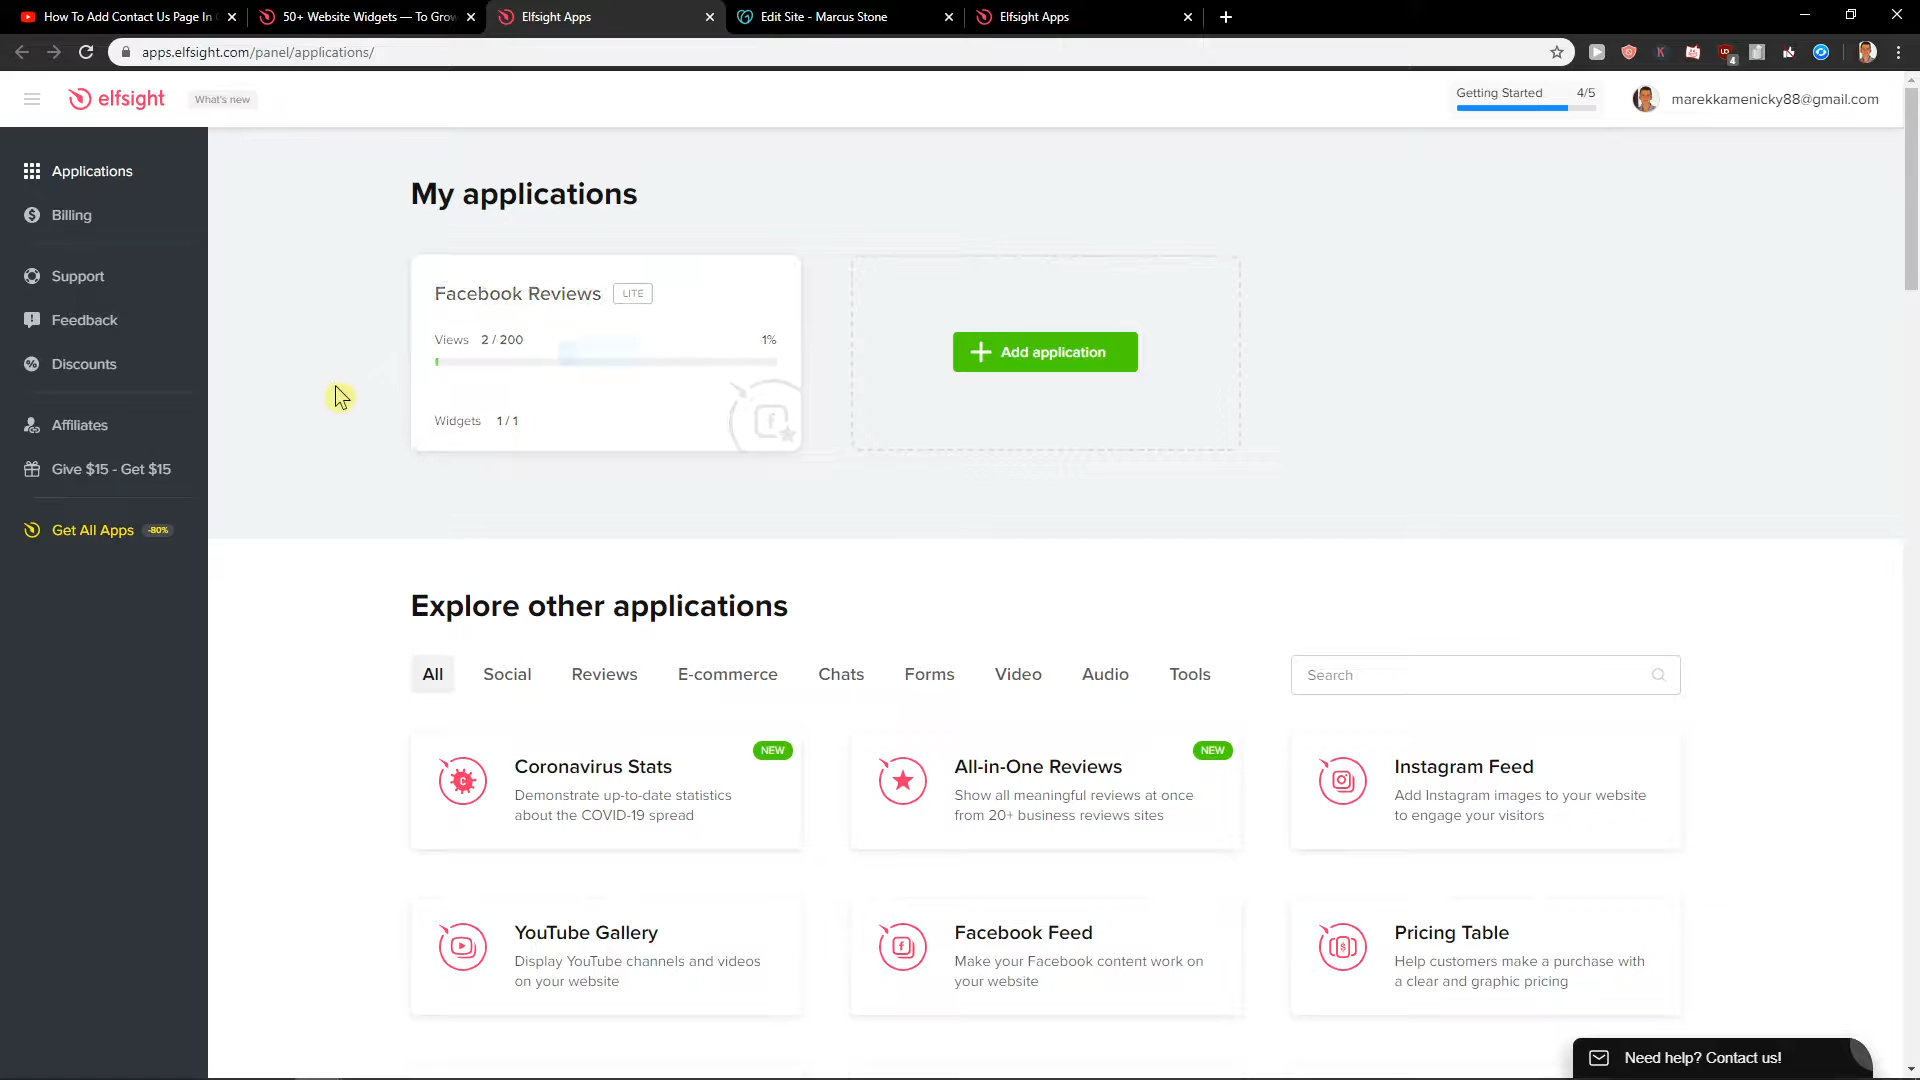 How To Add Contact Us Page In
50+ Website Widgets — To Grow
Elfsight Apps
Edit Site - Marcus Stone
Elfsight Apps
apps.elfsight.com/panel/applications/
4
elfsight
What's new
Getting Started 4/5
marekkamenicky88@gmail.com
Applications
Billing
Support
Feedback
Discounts
Affiliates
Give $15 - Get $15
Get All Apps -80%
My applications
Facebook Reviews LITE
Views 2 / 200 1%
Widgets 1 / 1
Add application
Explore other applications
All Social Reviews E-commerce Chats Forms Video Audio Tools
Search
NEW
Coronavirus Stats
Demonstrate up-to-date statistics
about the COVID-19 spread
NEW
All-in-One Reviews
Show all meaningful reviews at once
from 20+ business reviews sites
Instagram Feed
Add Instagram images to your website
to engage your visitors
YouTube Gallery
Display YouTube channels and videos
on your website
Facebook Feed
Make your Facebook content work on
your website
Pricing Table
Help customers make a purchase with
a clear and graphic pricing
Need help? Contact us!